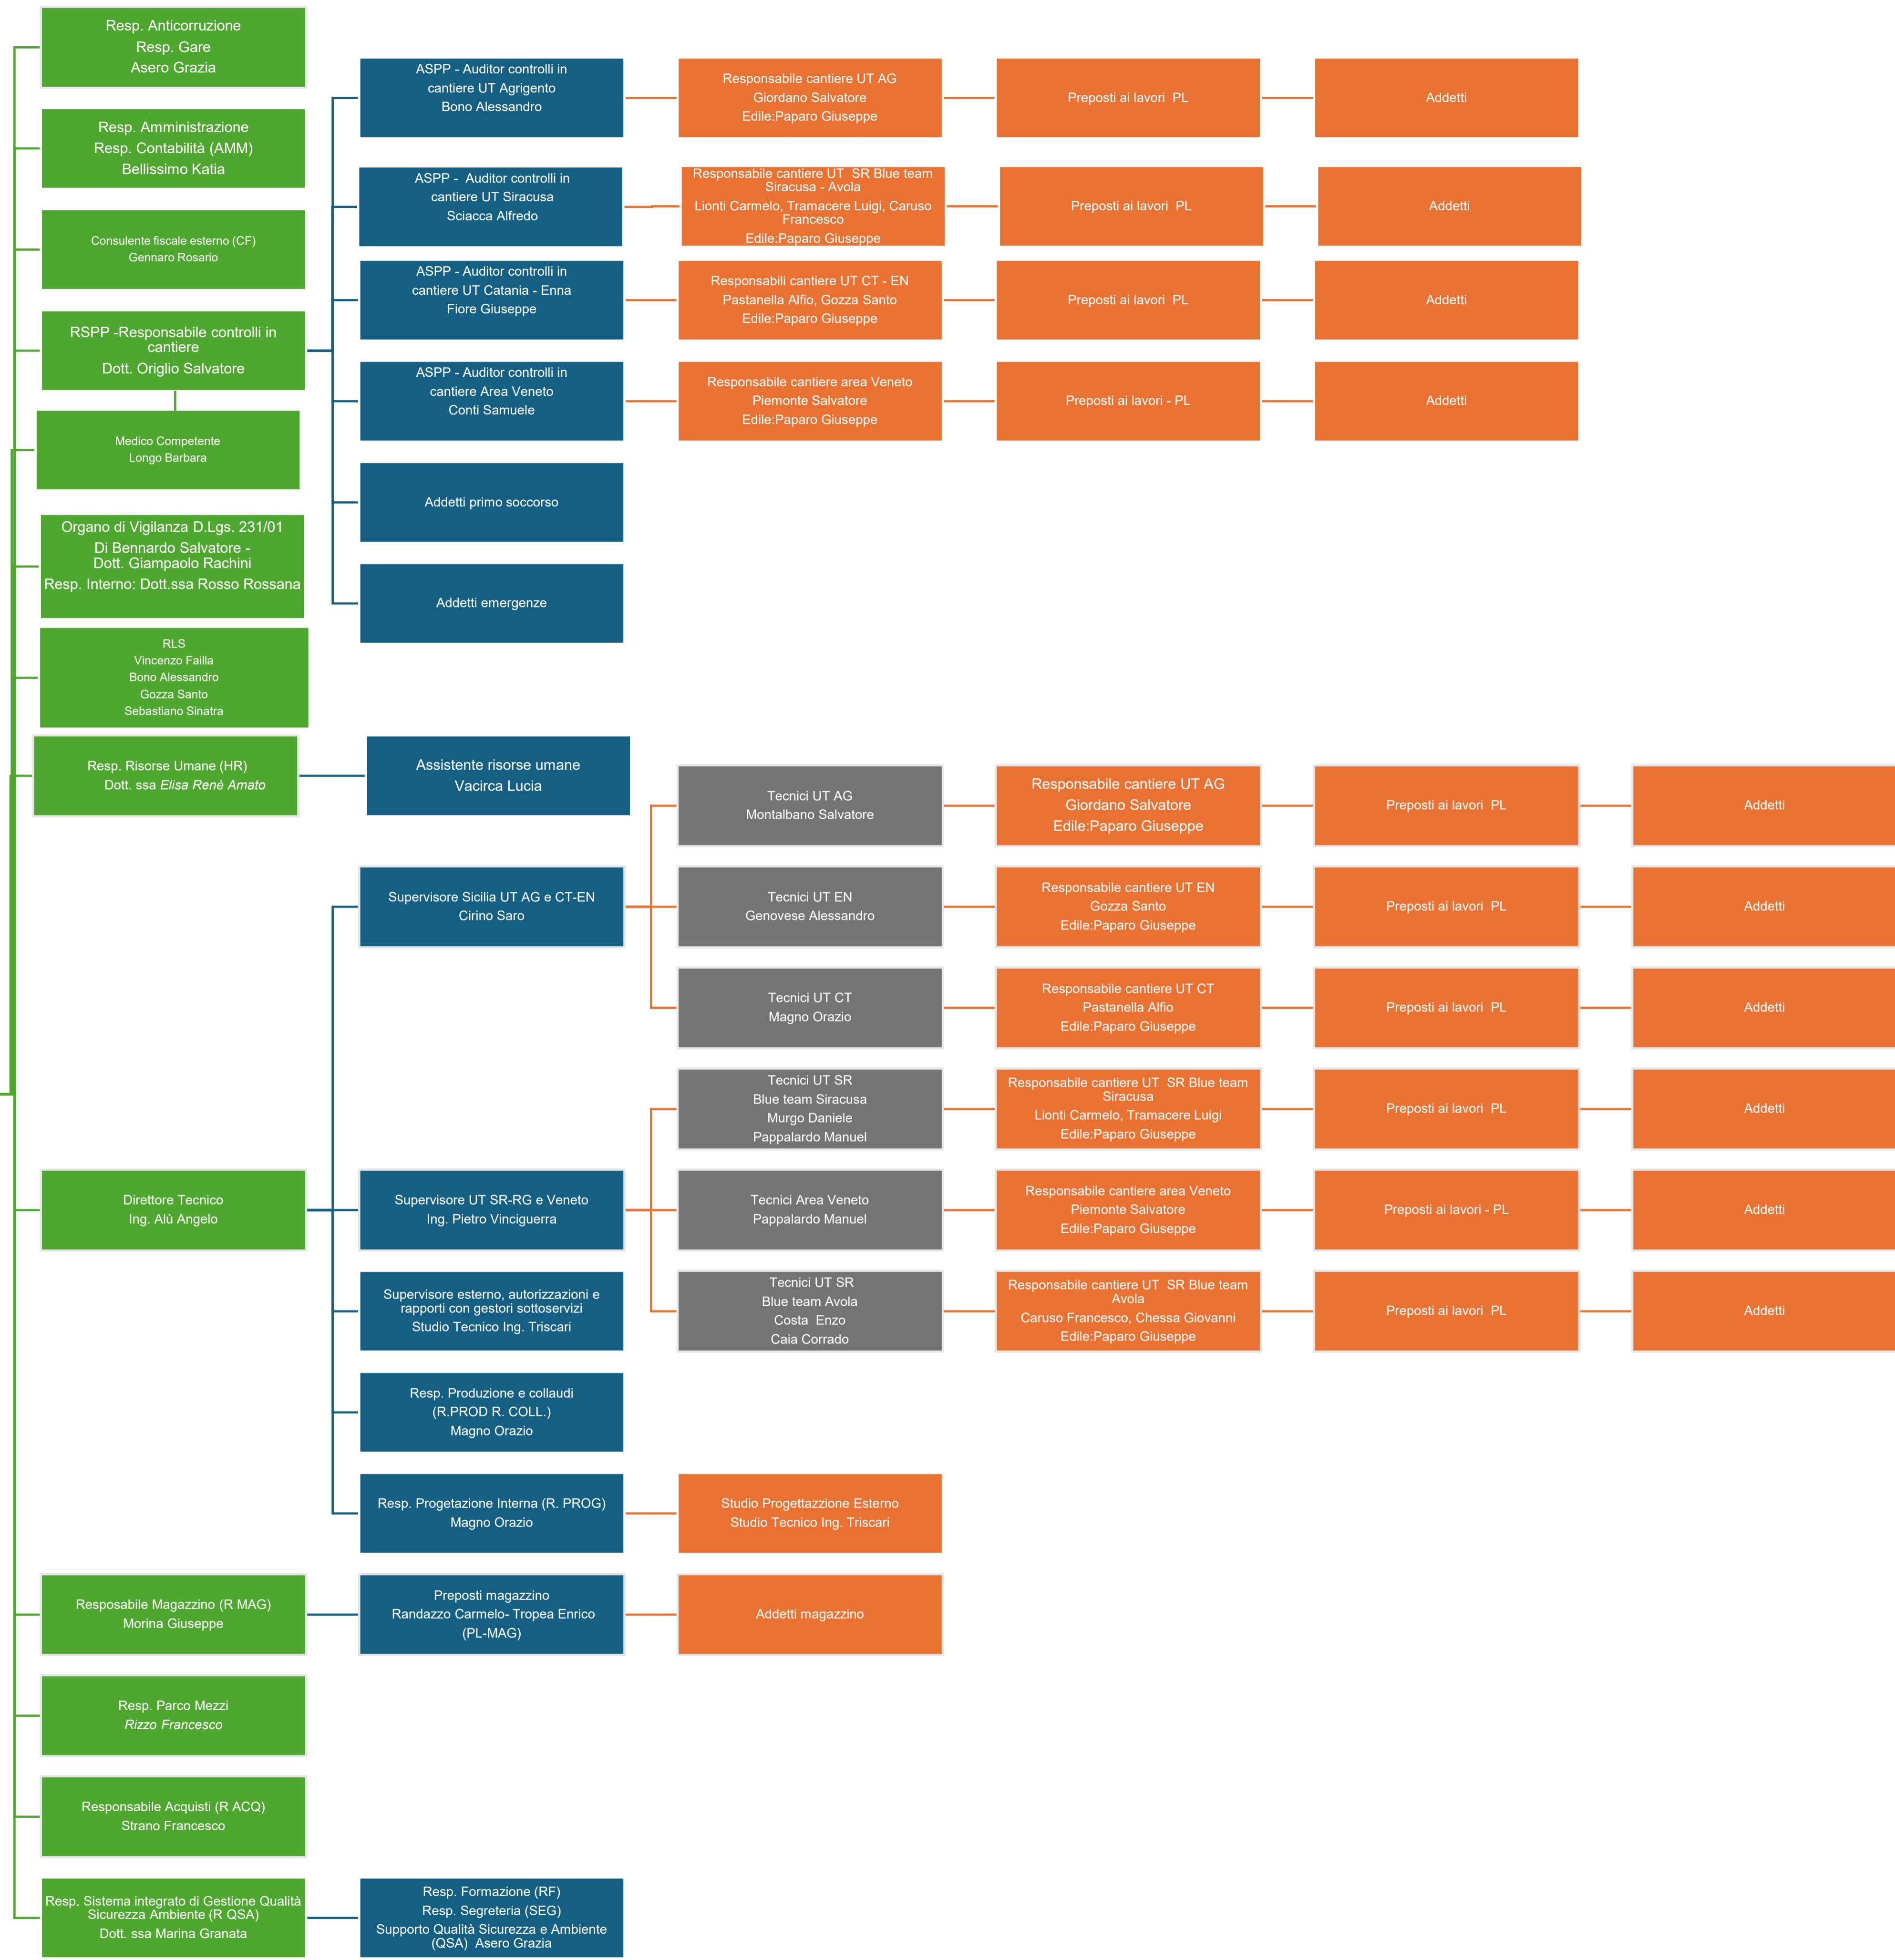 Resp. Anticorruzione
Resp. Gare
Asero Grazia
Resp. Amministrazione
Resp. Contabilità (AMM)
Bellissimo Katia
Consulente fiscale esterno (CF)
Gennaro Rosario
RSPP -Responsabile controlli in
cantiere
Dott. Origlio Salvatore
Medico Competente
Longo Barbara
Organo di Vigilanza D.Lgs. 231/01
Di Bennardo Salvatore -
Dott. Giampaolo Rachini
Resp. Interno: Dott.ssa Rosso Rossana
RLS
Vincenzo Failla
Bono Alessandro
Gozza Santo
Sebastiano Sinatra
ASPP - Auditor controlli in
cantiere UT Agrigento
Bono Alessandro
Responsabile cantiere UT AG
Giordano Salvatore
Edile:Paparo Giuseppe
Preposti ai lavori  PL
Addetti
ASPP -  Auditor controlli in
cantiere UT Siracusa
Sciacca Alfredo
Responsabile cantiere UT  SR Blue team
Siracusa - Avola
Lionti Carmelo, Tramacere Luigi, Caruso
Francesco
Edile:Paparo Giuseppe
Preposti ai lavori  PL
Addetti
ASPP - Auditor controlli in
cantiere UT Catania - Enna
Fiore Giuseppe
Responsabili cantiere UT CT - EN
Pastanella Alfio, Gozza Santo
Edile:Paparo Giuseppe
Preposti ai lavori  PL
Addetti
ASPP - Auditor controlli in
cantiere Area Veneto
Conti Samuele
Responsabile cantiere area Veneto
Piemonte Salvatore
Edile:Paparo Giuseppe
Preposti ai lavori - PL
Addetti
Addetti primo soccorso
Addetti emergenze
Resp. Risorse Umane (HR)
Dott. ssa Elisa Renè Amato
Assistente risorse umane
Vacirca Lucia
Direttore Tecnico
Ing. Alù Angelo
Supervisore Sicilia UT AG e CT-EN
Cirino Saro
Tecnici UT AG
Montalbano Salvatore
Responsabile cantiere UT AG
Giordano Salvatore
Edile:Paparo Giuseppe
Preposti ai lavori  PL
Addetti
Tecnici UT EN
Genovese Alessandro
Responsabile cantiere UT EN
Gozza Santo
Edile:Paparo Giuseppe
Preposti ai lavori  PL
Addetti
Tecnici UT CT
Magno Orazio
Responsabile cantiere UT CT
Pastanella Alfio
Edile:Paparo Giuseppe
Preposti ai lavori  PL
Addetti
Supervisore UT SR-RG e Veneto
Ing. Pietro Vinciguerra
Tecnici UT SR
Blue team Siracusa
Murgo Daniele
Pappalardo Manuel
Responsabile cantiere UT  SR Blue team
Siracusa
Lionti Carmelo, Tramacere Luigi
Edile:Paparo Giuseppe
Preposti ai lavori  PL
Addetti
Tecnici Area Veneto
Pappalardo Manuel
Responsabile cantiere area Veneto
Piemonte Salvatore
Edile:Paparo Giuseppe
Preposti ai lavori - PL
Addetti
Tecnici UT SR
Blue team Avola
Costa  Enzo
Caia Corrado
Responsabile cantiere UT  SR Blue team
Avola
Caruso Francesco, Chessa Giovanni
Edile:Paparo Giuseppe
Preposti ai lavori  PL
Addetti
Supervisore esterno, autorizzazioni e
rapporti con gestori sottoservizi
Studio Tecnico Ing. Triscari
Resp. Produzione e collaudi
(R.PROD R. COLL.)
Magno Orazio
Resp. Progetazione Interna (R. PROG)
Magno Orazio
Studio Progettazzione Esterno
Studio Tecnico Ing. Triscari
Resposabile Magazzino (R MAG)
Morina Giuseppe
Preposti magazzino
Randazzo Carmelo- Tropea Enrico
(PL-MAG)
Addetti magazzino
Resp. Parco Mezzi
Rizzo Francesco
Responsabile Acquisti (R ACQ)
Strano Francesco
Resp. Sistema integrato di Gestione Qualità
Sicurezza Ambiente (R QSA)
Dott. ssa Marina Granata
Resp. Formazione (RF)
Resp. Segreteria (SEG)
Supporto Qualità Sicurezza e Ambiente
(QSA)  Asero Grazia